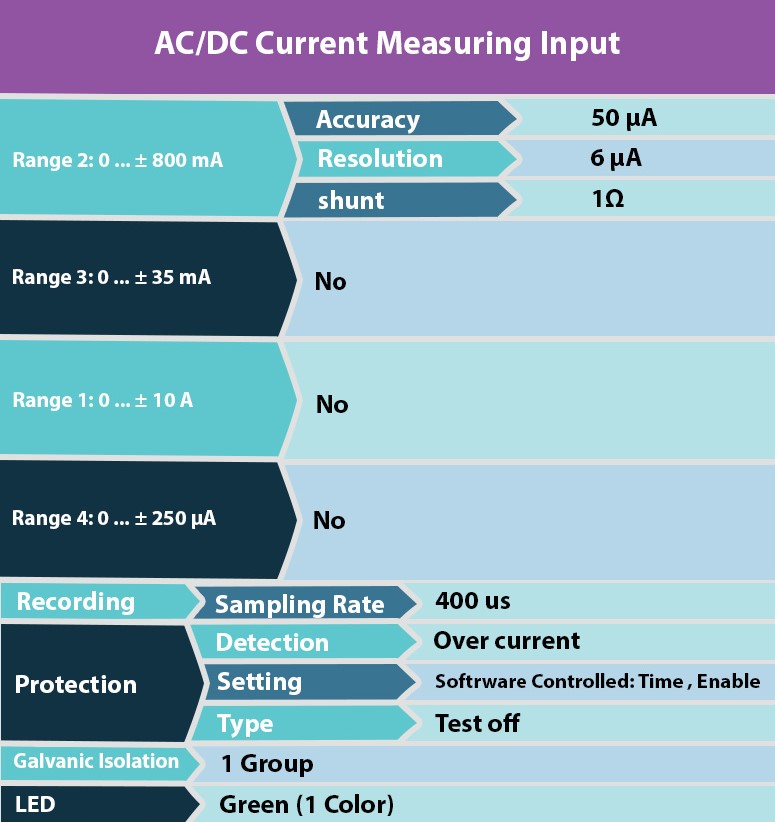 AC/DC Current Measuring Input
Range 2: 0 ... ± 800 mA
Accuracy
50 µA
Resolution
6 µA
shunt
1Ω
Range 3: 0 ... ± 35 mA
No
Range 1: 0 ... ± 10 A
No
Range 4: 0 ... ± 250 µA
No
Recording
Sampling Rate
400 us
Protection
Detection
Over current
Setting
Softrware Controlled: Time , Enable
Type
Test off
Galvanic Isolation
1 Group
LED
Green (1 Color)